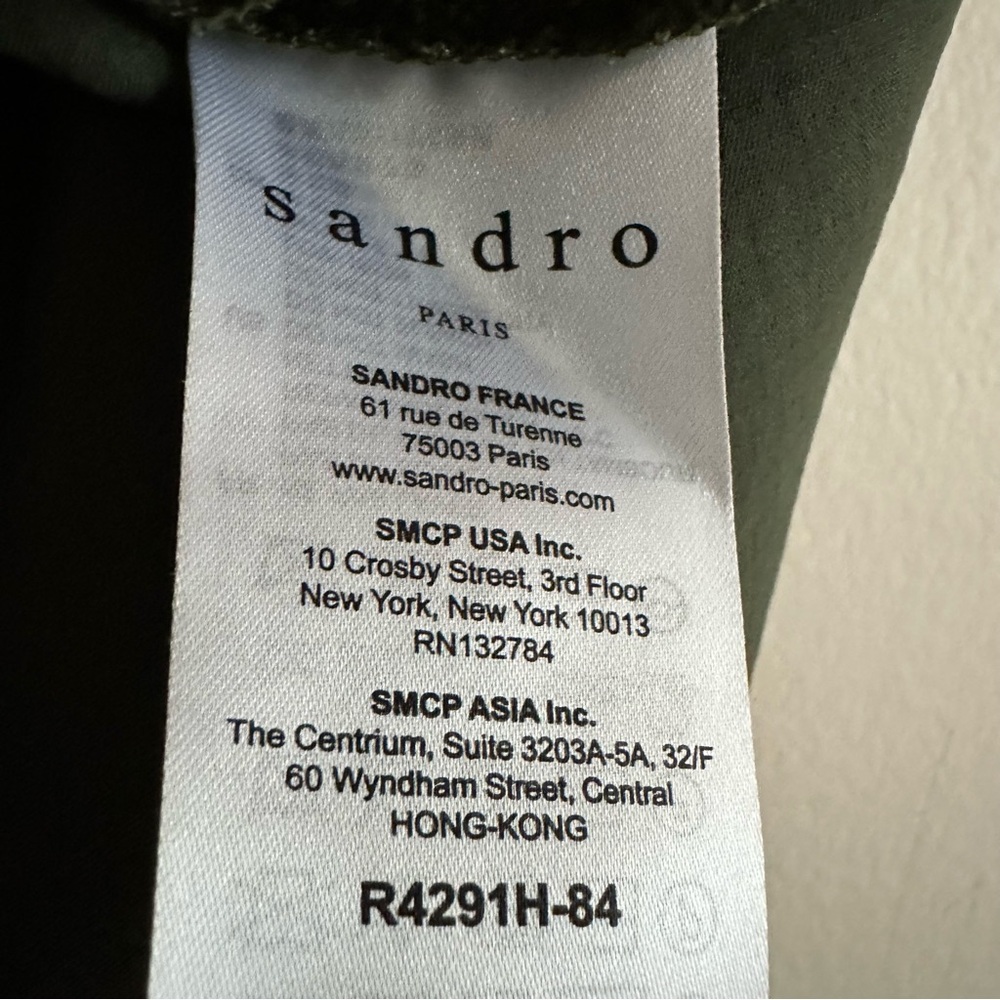 sandro
PARIS
SANDRO FRANCE
61 rue de Turenne
75003 Paris
www.sandro-paris.com
SMCP USA Inc.
10 Crosby Street, 3rd Floor
New York, New York 10013
RN132784
SMCP ASIA Inc.
The Centrium, Suite 3203A-5A, 32/F
60 Wyndham Street, Central
HONG-KONG
R4291H-84